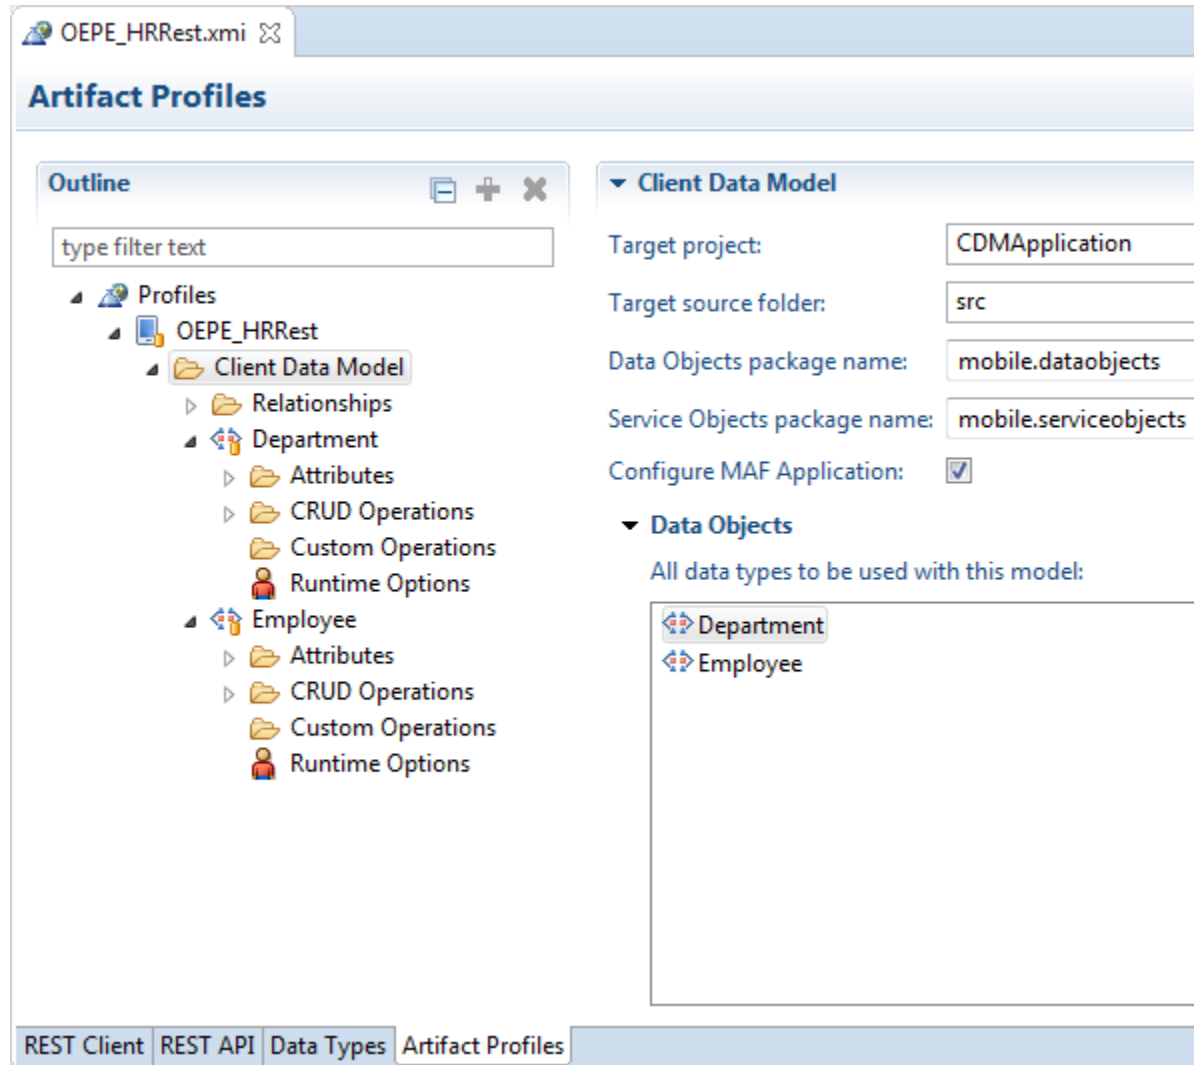 OEPE_HRRest.xmi
Artifact Profiles
Outline
type filter text
Profiles
OEPE_HRRest
Client Data Model
Relationships
Department
Attributes
CRUD Operations
Custom Operations
Runtime Options
Employee
Attributes
CRUD Operations
Custom Operations
Runtime Options
Client Data Model
Target project: CDMApplication
Target source folder: src
Data Objects package name: mobile.dataobjects
Service Objects package name: mobile.serviceobjects
Configure MAF Application:
Data Objects
All data types to be used with this model:
Department
Employee
REST Client REST API Data Types Artifact Profiles